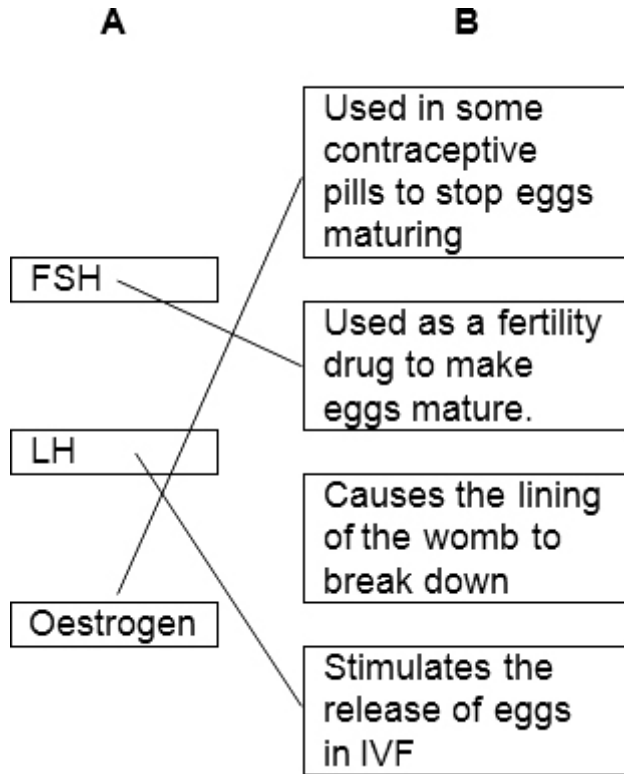 A
B
FSH
LH
Oestrogen
Used in some
contraceptive
pills to stop eggs
maturing
Used as a fertility
drug to make
eggs mature.
Causes the lining
of the womb to
break down
Stimulates the
release of eggs
in IVF